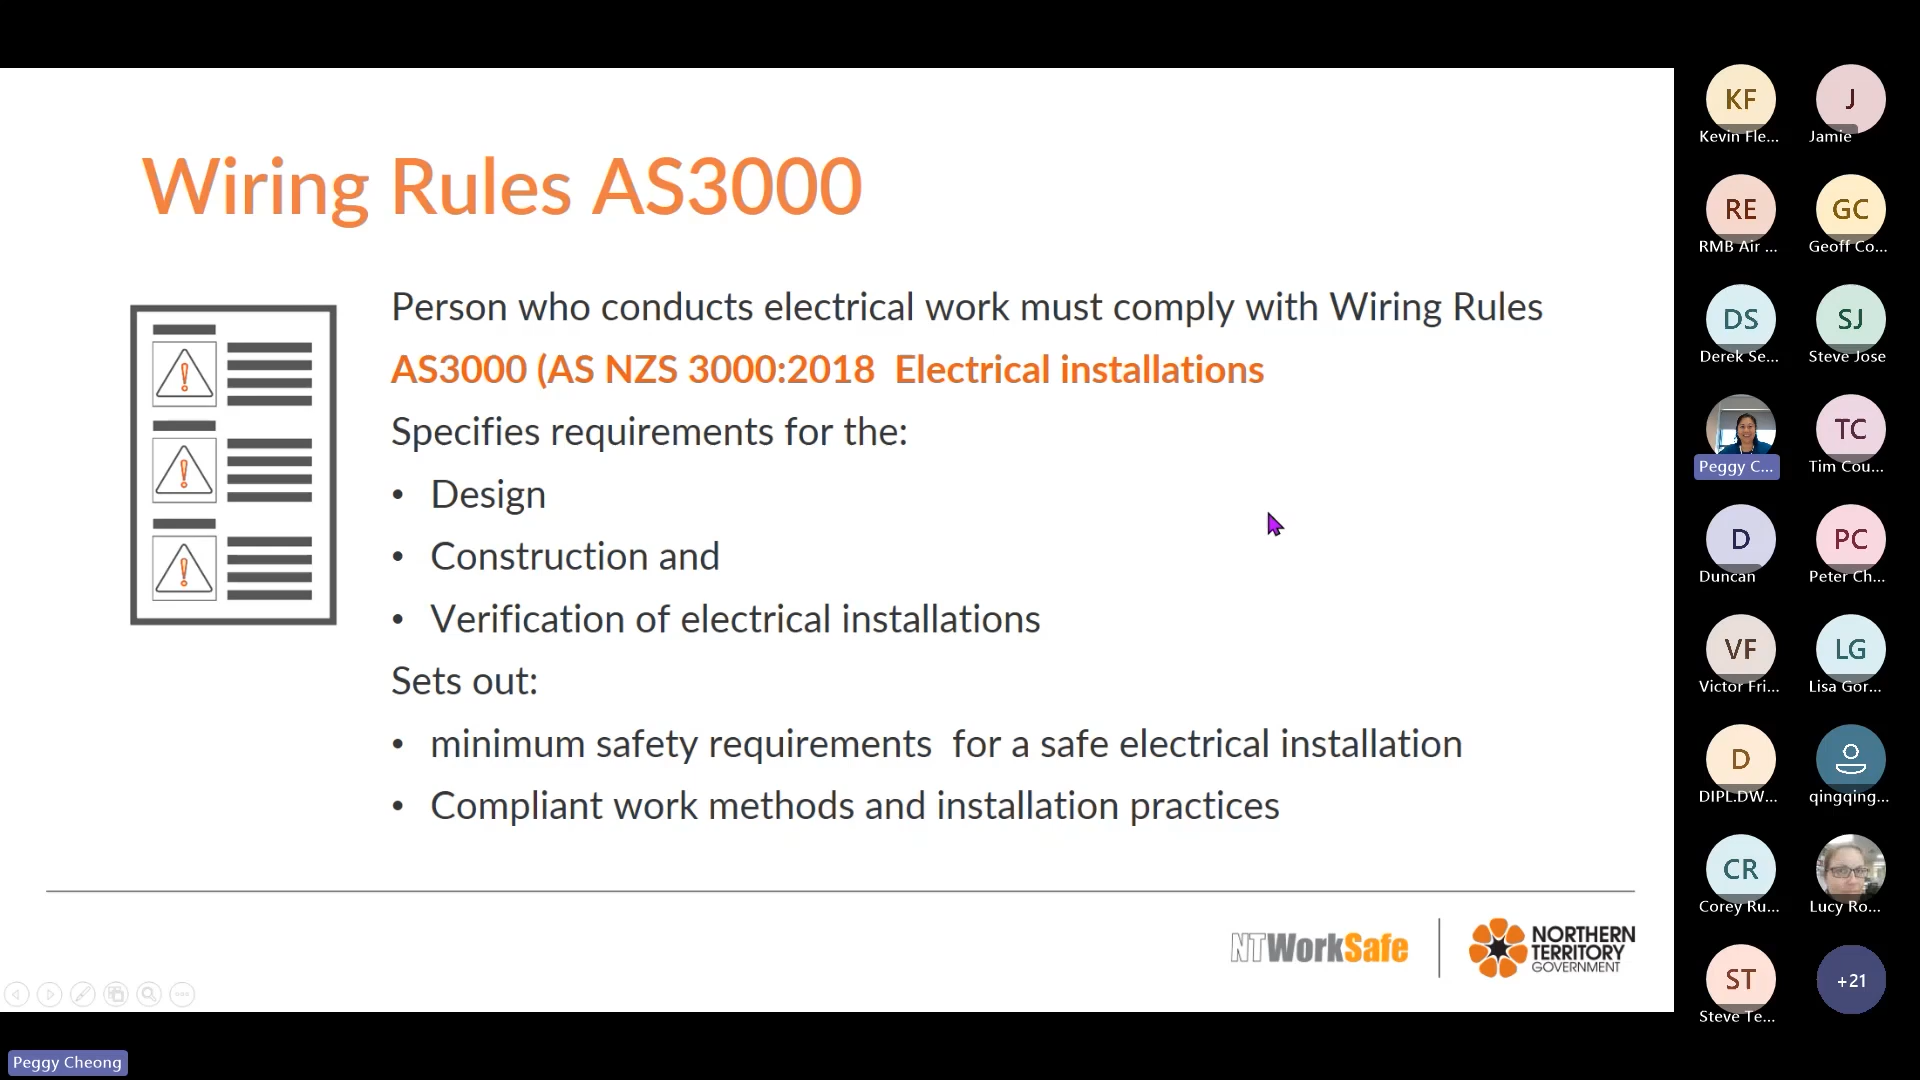 Wiring Rules AS3000
Person who conducts electrical work must comply with Wiring Rules
AS3000 (AS NZS 3000:2018  Electrical installations
Specifies requirements for the:
• Design
• Construction and
• Verification of electrical installations
Sets out:
• minimum safety requirements  for a safe electrical installation
• Compliant work methods and installation practices
NTWorkSafe
NORTHERN
TERRITORY
GOVERNMENT
Peggy Cheong
KF
Kevin Fle...
J
Jamie
RE
RMB Air ...
GC
Geoff Co...
DS
Derek Se...
SJ
Steve Jose
Peggy C...
TC
Tim Cou...
D
Duncan
PC
Peter Ch...
VF
Victor Fri...
LG
Lisa Gor...
D
DIPL.DW...
qingqing...
CR
Corey Ru...
Lucy Ro...
ST
Steve Te...
+21